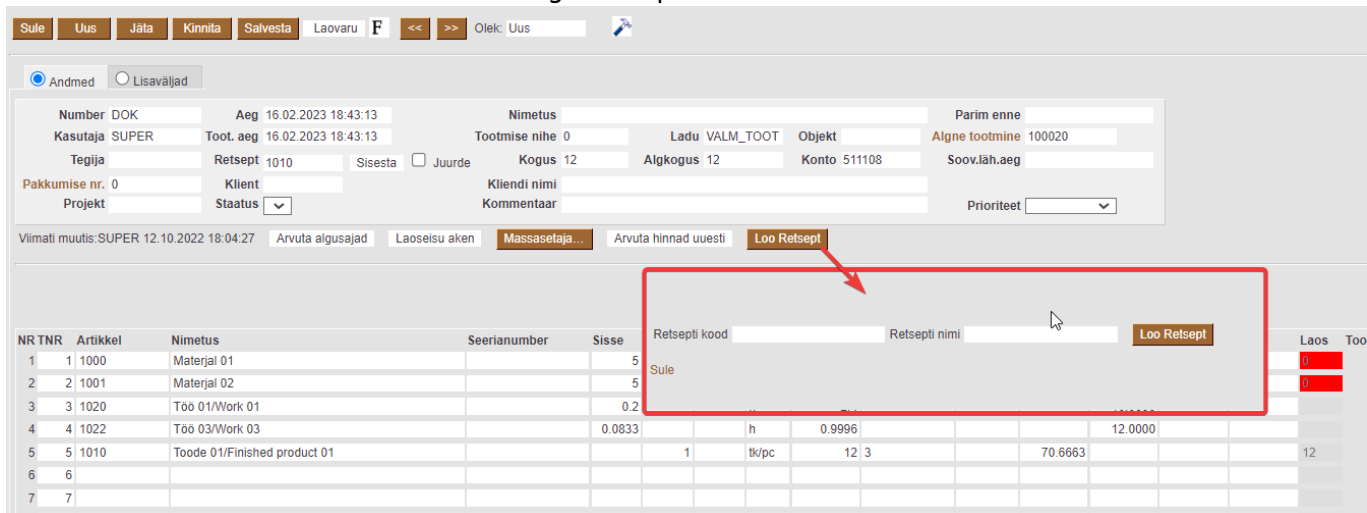 Sule Uus Jäta Kinnita Salvesta Laovaru F << >> Olek: Uus
Andmed Lisaväljad
Number DOK Aeg 16.02.2023 18:43:13 Nimetus Parim enne
Kasutaja SUPER Toot. aeg 16.02.2023 18:43:13 Tootmise nihe 0 Ladu VALM_TOOT Objekt Algne tootmine 100020
Tegija Retsept 1010 Sisesta Juurde Kogus 12 Algkogus 12 Konto 511108 Soov.läh.aeg
Pakkumise nr. 0 Klient Kliendi nimi
Projekt Staatus Kommentaar Prioriteet
Viimati muutis:SUPER 12.10.2022 18:04:27 Arvuta algusajad Laoseisu aken Massasetaja... Arvuta hinnad uuesti Loo Retsept
Retsepti kood Retsepti nimi Loo Retsept
Sule
NR TNR Artikkel Nimetus Seerianumber Sisse Laos Too
1 1 1000 Materjal 01 5 0
2 2 1001 Materjal 02 5 0
3 3 1020 Töö 01/Work 01 0.2
4 4 1022 Töö 03/Work 03 0.0833 h 0.9996 12.0000
5 5 1010 Toode 01/Finished product 01 1 tk/pc 12 3 70.6663 12
6 6
7 7